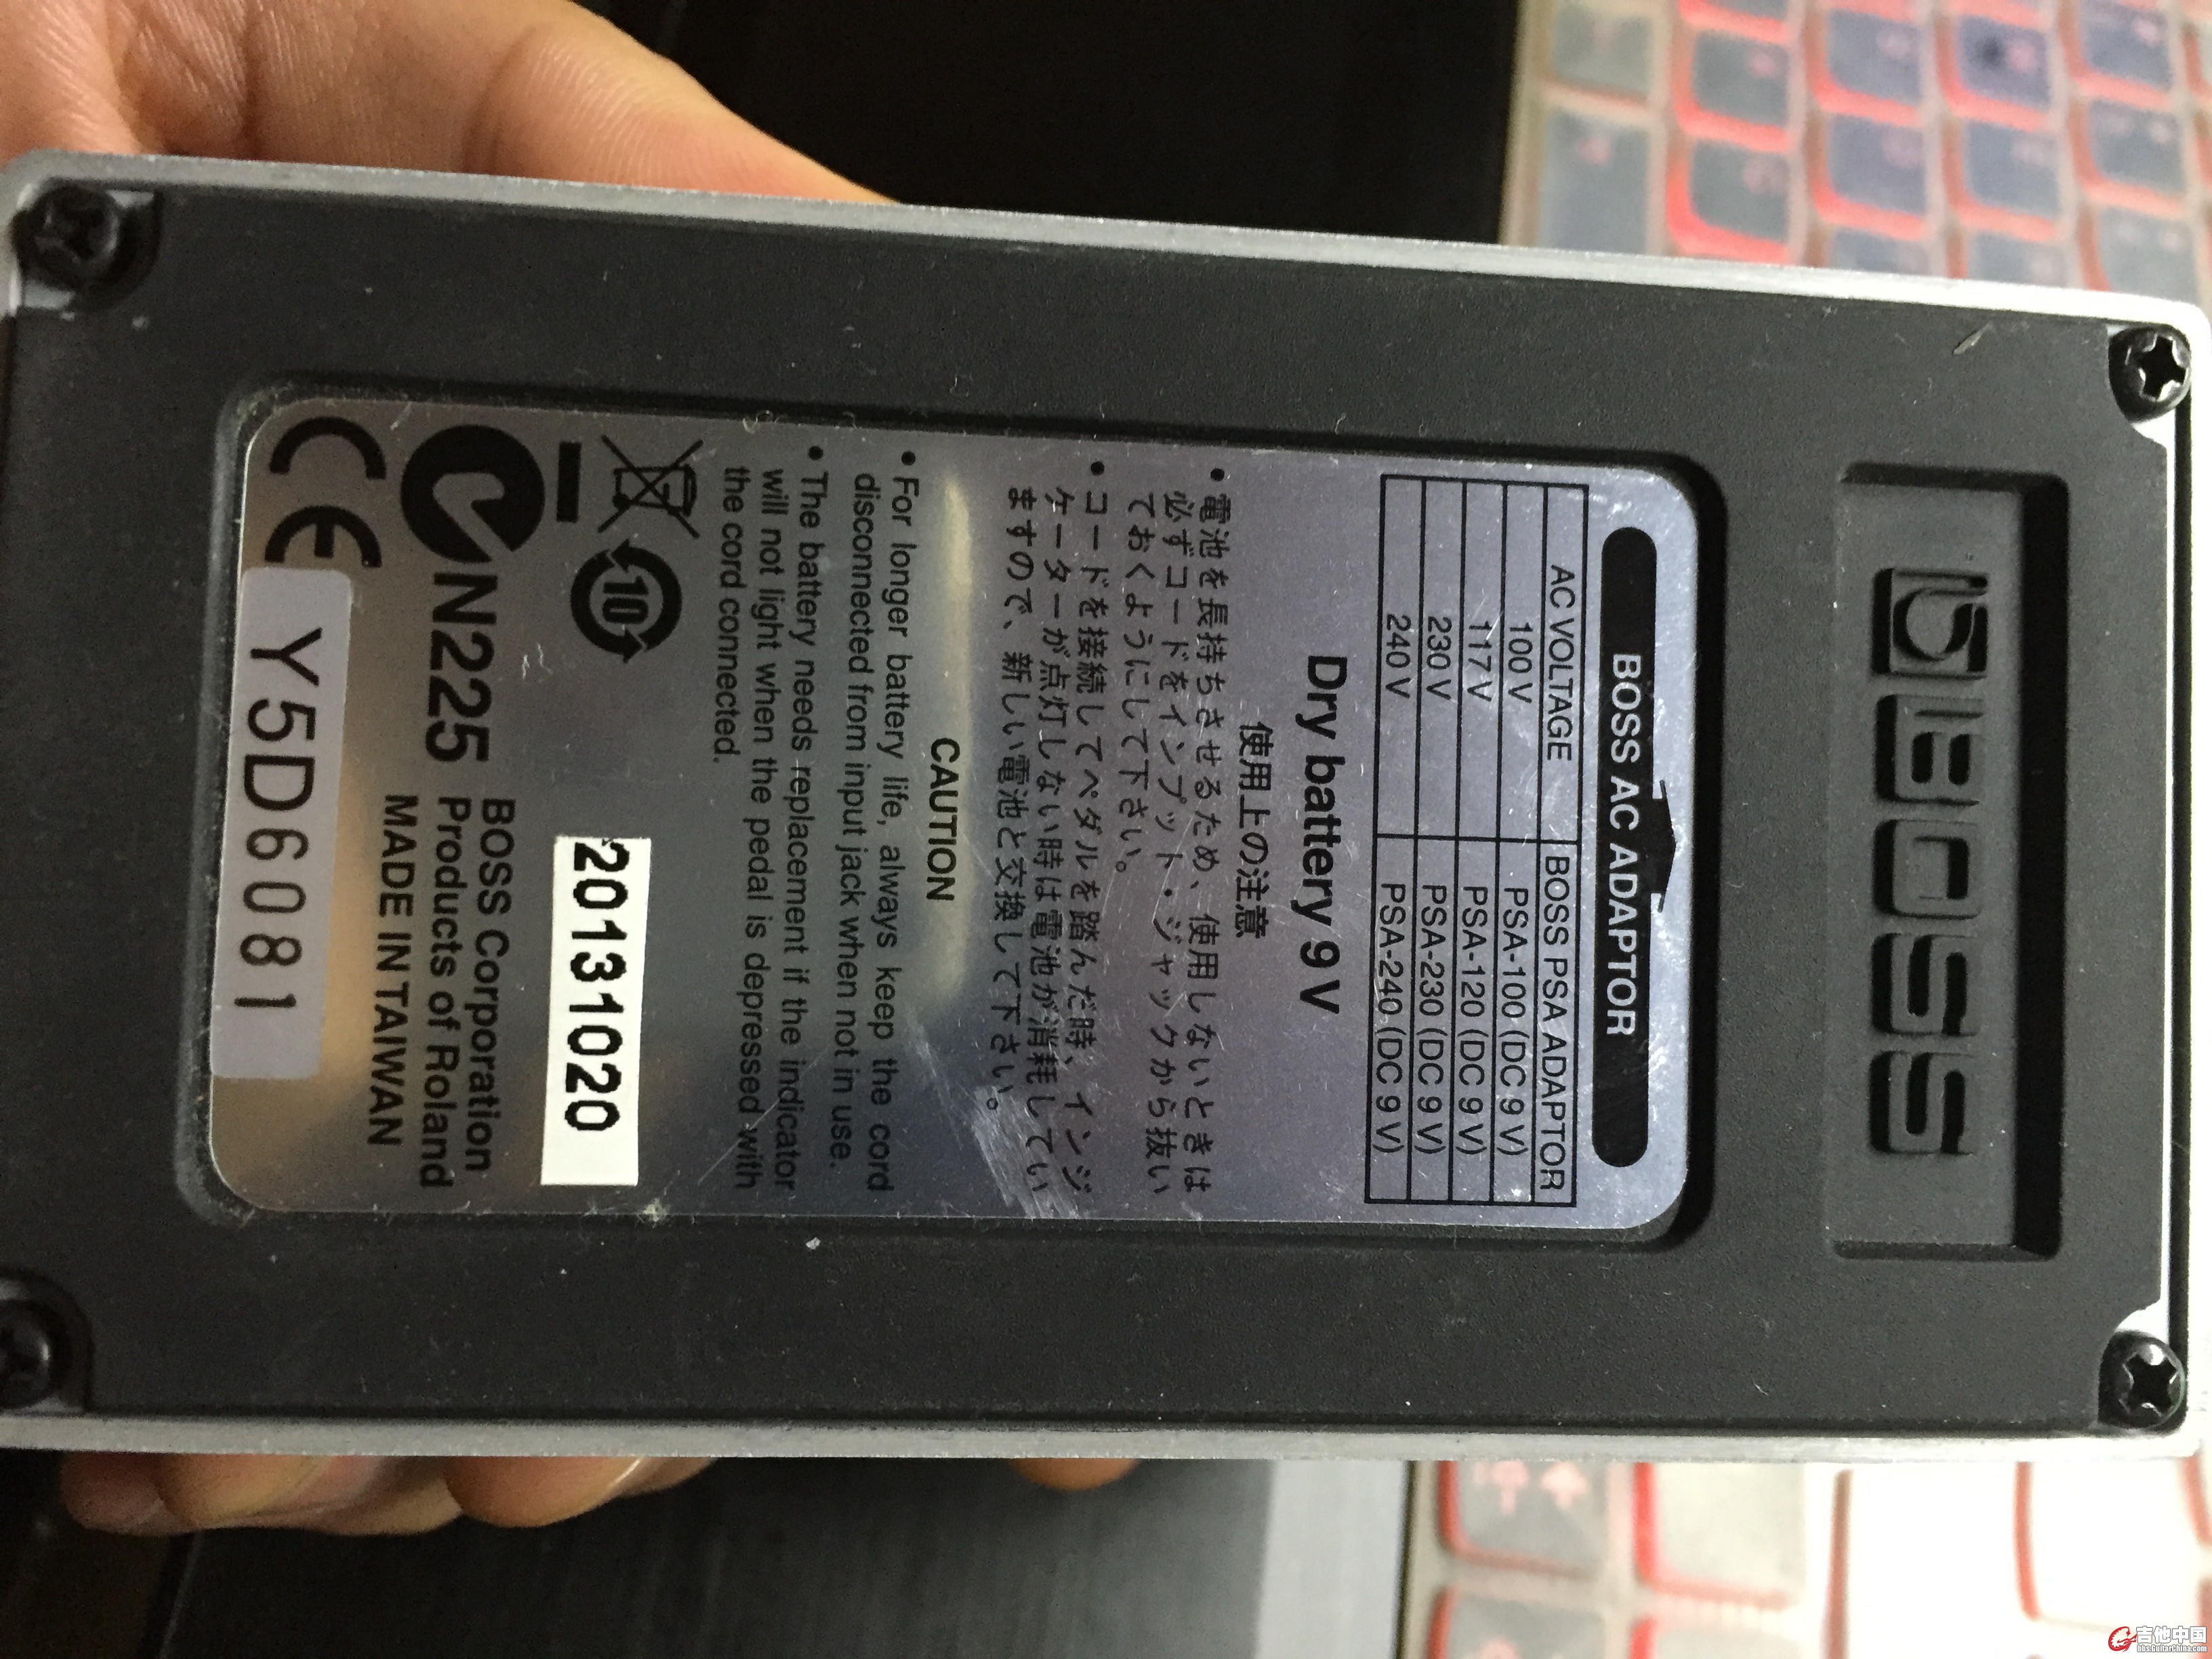 BOSS
BOSS AC ADAPTOR
AC VOLTAGE BOSS PSA ADAPTOR
100 V PSA-100 (DC 9 V)
117 V PSA-120 (DC 9 V)
230 V PSA-230 (DC 9 V)
240 V PSA-240 (DC 9 V)
Dry battery 9 V
使用上の注意
• 電池を長持ちさせるため、使用しないときは
必ずコードをインプット・ジャックから抜い
ておくようにして下さい。
• コードを接続してペダルを踏んだ時、インジ
ケーターが点灯しない時は電池が消耗してい
ますので、新しい電池と交換して下さい。
CAUTION
• For longer battery life, always keep the cord
disconnected from input jack when not in use.
• The battery needs replacement if the indicator
will not light when the pedal is depressed with
the cord connected.
10
20131020
N225
BOSS Corporation
Products of Roland
MADE IN TAIWAN
CE
Y5D6081
吉他中国
bbs.GuitarChina.com